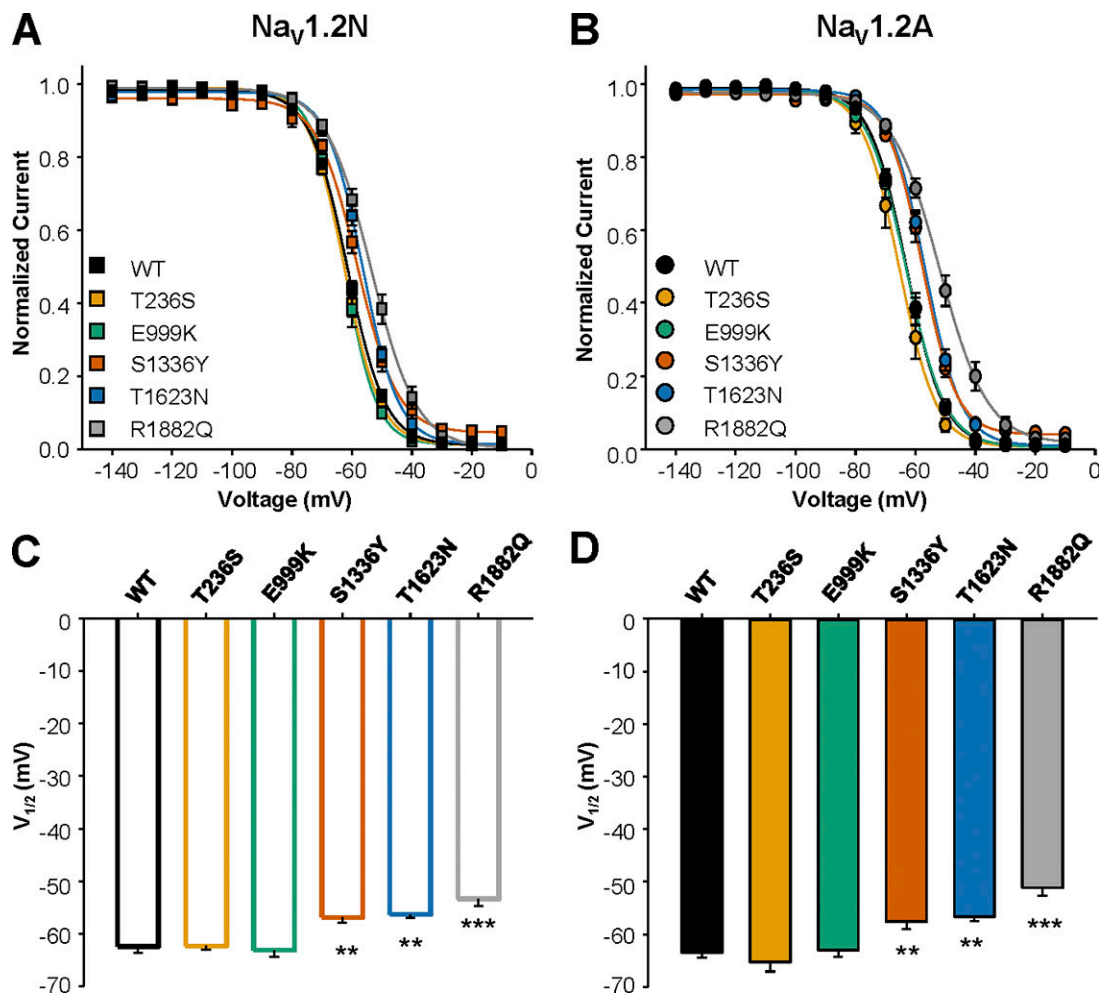 A
Nav1.2N
Normalized Current
1.0
0.8
0.6
0.4
0.2
0.0
WT
T236S
E999K
S1336Y
T1623N
R1882Q
-140
-120
-100
-80
-60
-40
-20
0
Voltage (mV)
B
Nav1.2A
Normalized Current
1.0
0.8
0.6
0.4
0.2
0.0
WT
T236S
E999K
S1336Y
T1623N
R1882Q
-140
-120
-100
-80
-60
-40
-20
0
Voltage (mV)
C
WT
T236S
E999K
S1336Y
T1623N
R1882Q
V1/2 (mV)
0
-10
-20
-30
-40
-50
-60
-70
**
**
***
D
WT
T236S
E999K
S1336Y
T1623N
R1882Q
V1/2 (mV)
0
-10
-20
-30
-40
-50
-60
-70
**
**
***